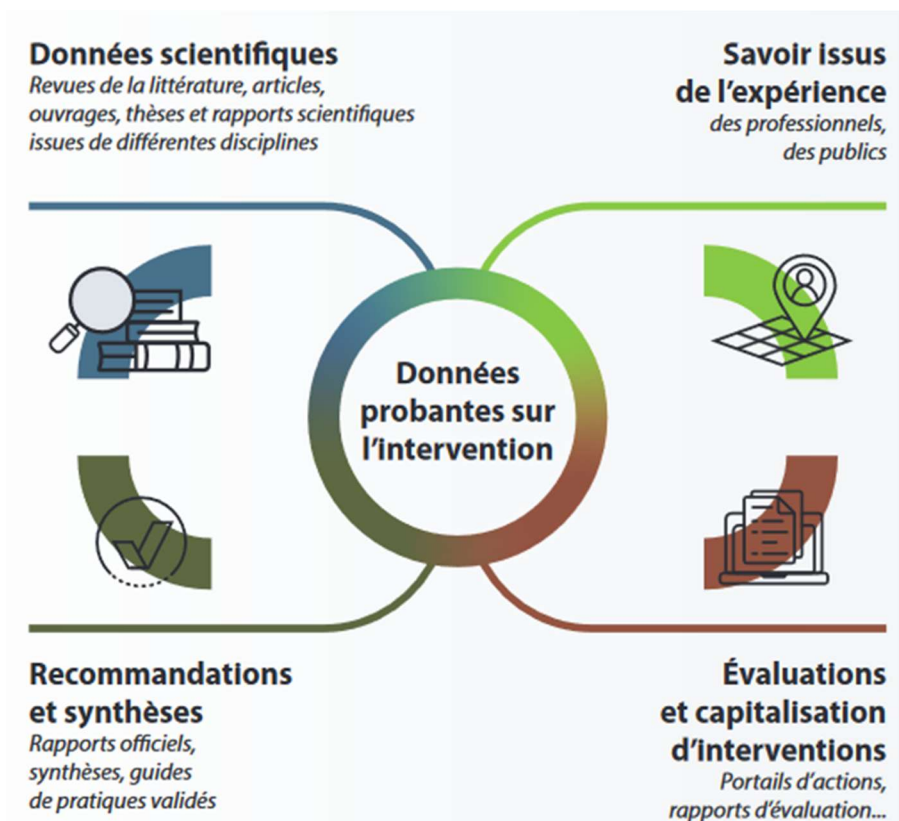 Données scientifiques
Revues de la littérature, articles,
ouvrages, thèses et rapports scientifiques
issues de différentes disciplines
Savoir issus
de l'expérience
des professionnels,
des publics
Données
probantes sur
l'intervention
Recommandations
et synthèses
Rapports officiels,
synthèses, guides
de pratiques validés
Évaluations
et capitalisation
d'interventions
Portails d'actions,
rapports d'évaluation...